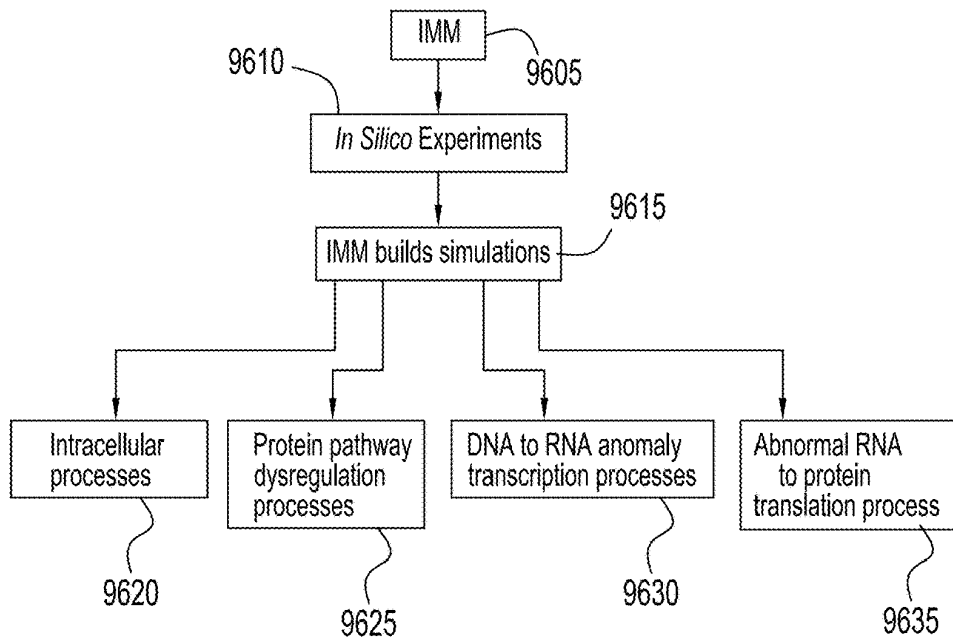 IMM
9605
9610
In Silico Experiments
9615
IMM builds simulations
Intracellular
processes
Protein pathway
dysregulation
processes
DNA to RNA anomaly
transcription processes
Abnormal RNA
to protein
translation process
9620
9625
9630
9635